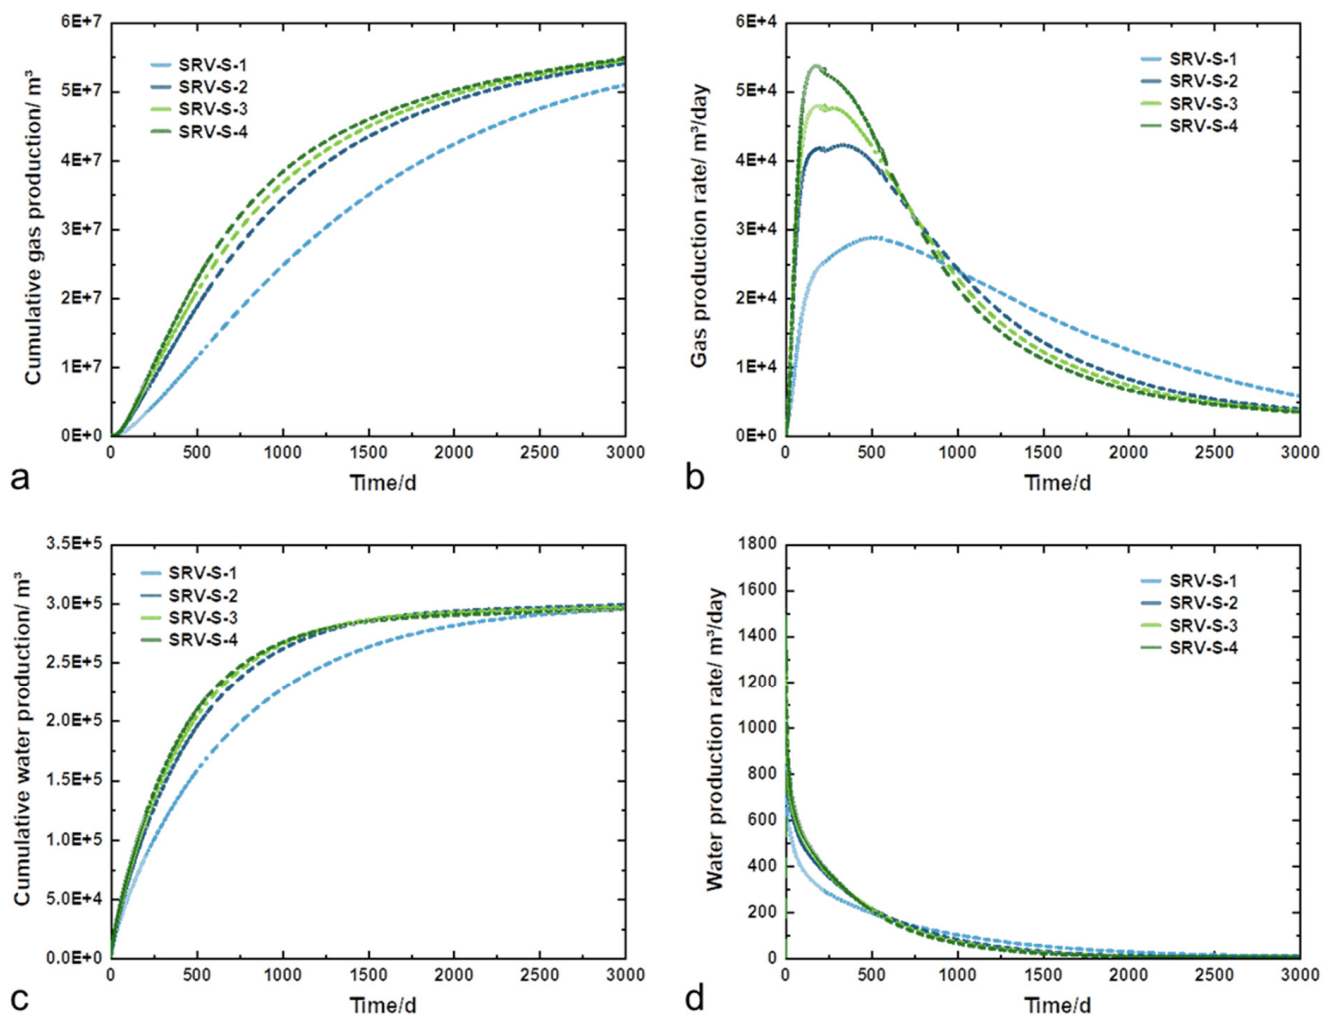 6E+7
5E+7
4E+7
3E+7
2E+7
1E+7
0E+0
Cumulative gas production/ m³
SRV-S-1
SRV-S-2
SRV-S-3
SRV-S-4
0 500 1000 1500 2000 2500 3000
Time/d
a
6E+4
5E+4
4E+4
3E+4
2E+4
1E+4
0E+0
Gas production rate/ m³/day
SRV-S-1
SRV-S-2
SRV-S-3
SRV-S-4
0 500 1000 1500 2000 2500 3000
Time/d
b
3.5E+5
3.0E+5
2.5E+5
2.0E+5
1.5E+5
1.0E+5
5.0E+4
0.0E+0
Cumulative water production/ m³
SRV-S-1
SRV-S-2
SRV-S-3
SRV-S-4
0 500 1000 1500 2000 2500 3000
Time/d
c
1800
1600
1400
1200
1000
800
600
400
200
0
Water production rate/ m³/day
SRV-S-1
SRV-S-2
SRV-S-3
SRV-S-4
0 500 1000 1500 2000 2500 3000
Time/d
d